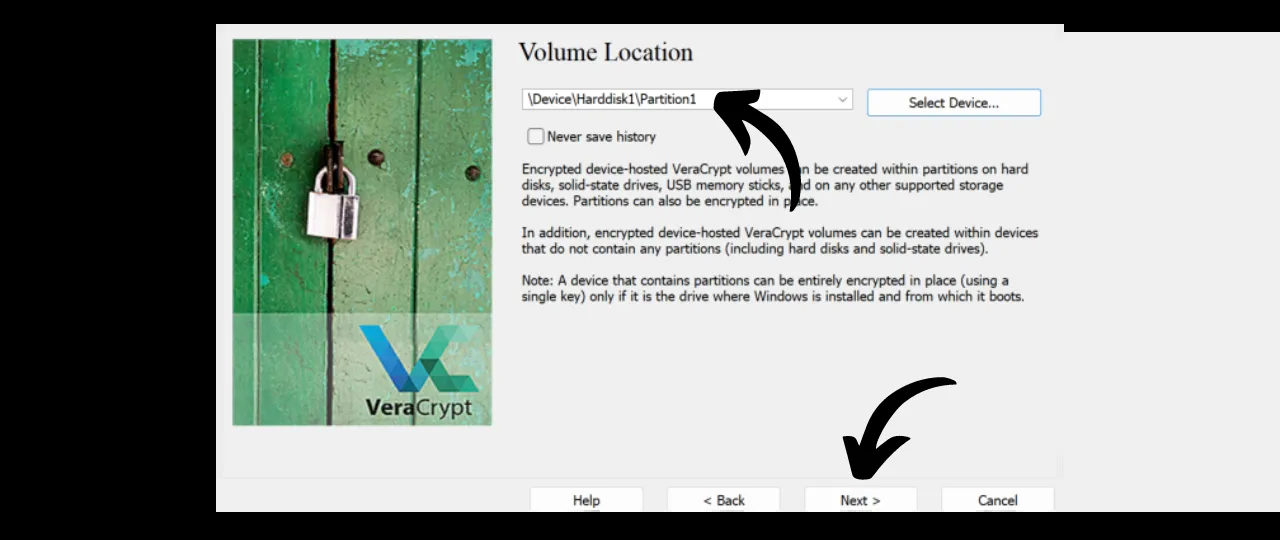 Volume Location
\Device\Harddisk1\Partition1
Select Device...
Never save history
Encrypted device-hosted VeraCrypt volumes can be created within partitions on hard
disks, solid-state drives, USB memory sticks, and on any other supported storage
devices. Partitions can also be encrypted in place.
In addition, encrypted device-hosted VeraCrypt volumes can be created within devices
that do not contain any partitions (including hard disks and solid-state drives).
Note: A device that contains partitions can be entirely encrypted in place (using a
single key) only if it is the drive where Windows is installed and from which it boots.
VeraCrypt
Help
< Back
Next >
Cancel